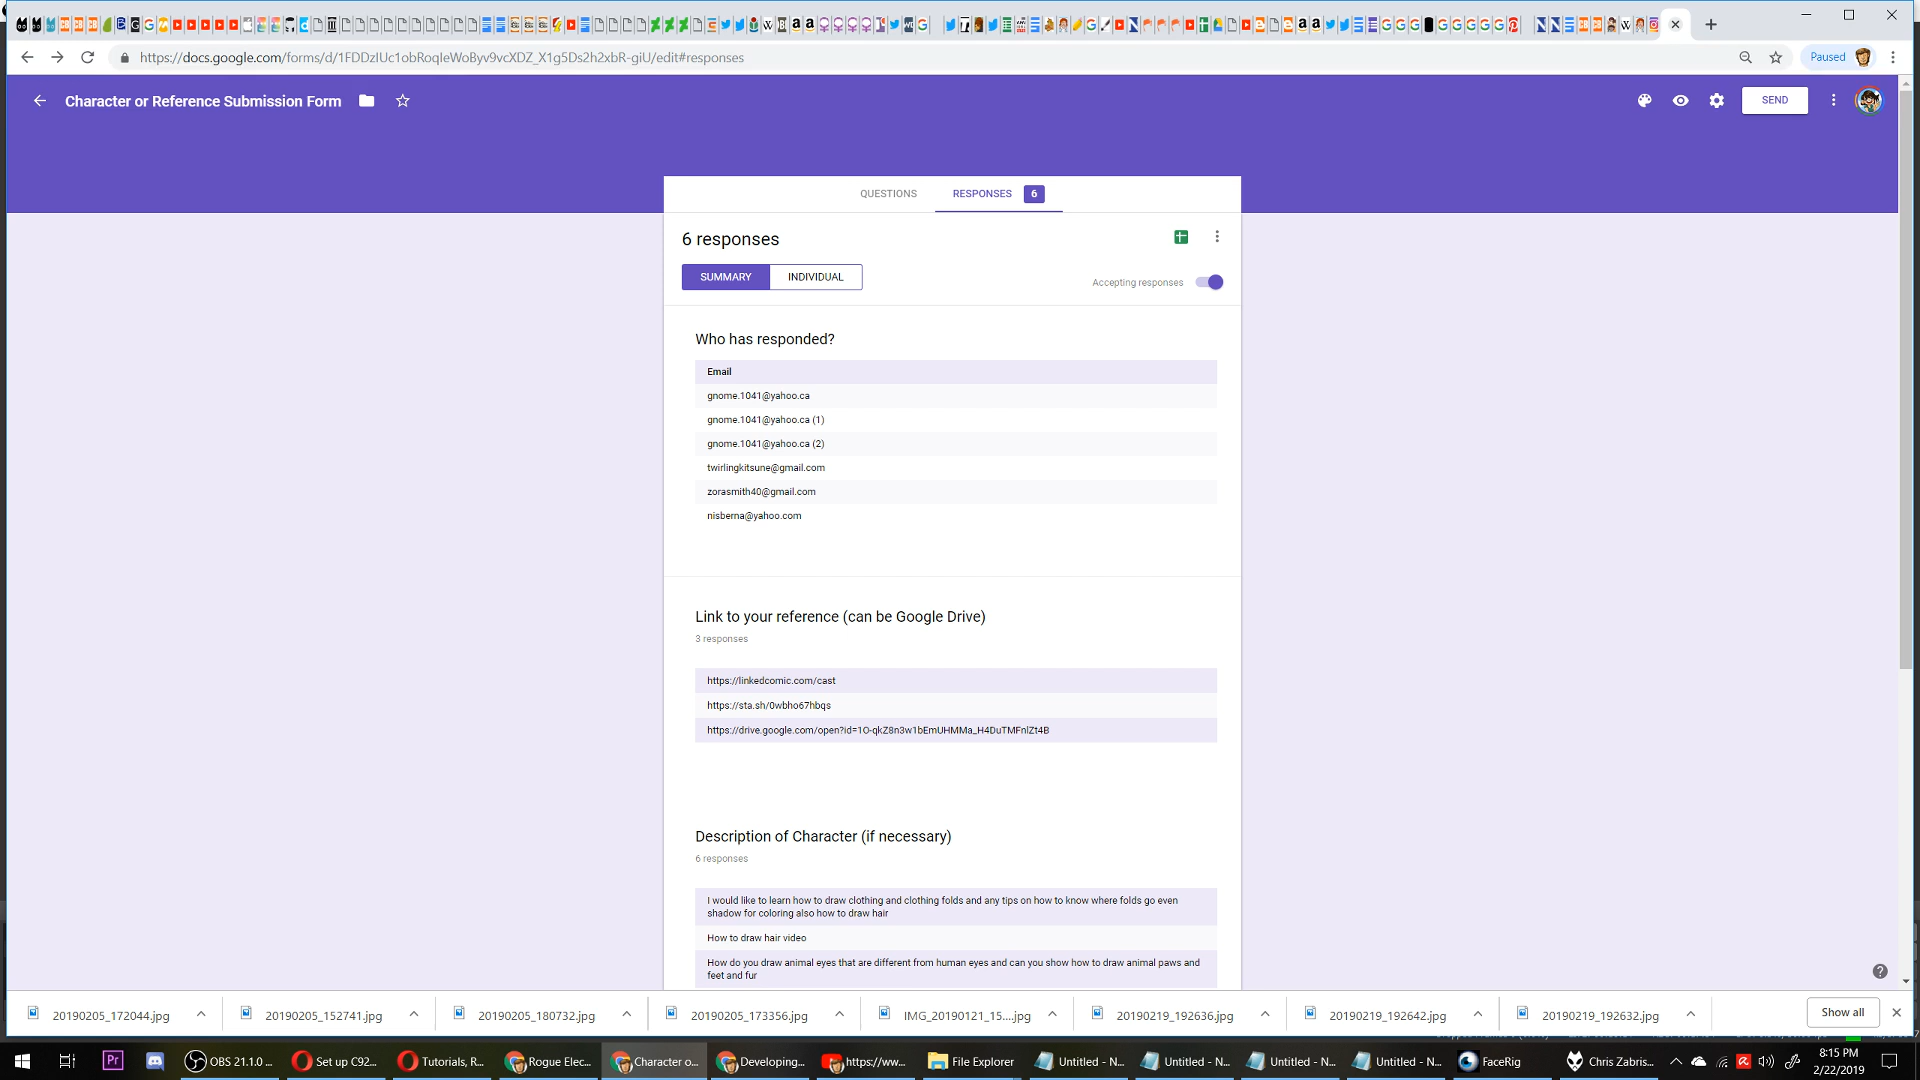 https://docs.google.com/forms/d/1FDDzIUc1obRoqIeWoByv9vcXDZ_X1g5Ds2h2xbR-giU/edit#responses
Paused
Character or Reference Submission Form
SEND
QUESTIONS
RESPONSES
6
6 responses
SUMMARY
INDIVIDUAL
Accepting responses
Who has responded?
Email
gnome.1041@yahoo.ca
gnome.1041@yahoo.ca (1)
gnome.1041@yahoo.ca (2)
twirlingkitsune@gmail.com
zorasmith40@gmail.com
nisberna@yahoo.com
Link to your reference (can be Google Drive)
3 responses
https://linkedcomic.com/cast
https://sta.sh/0wbho67hbqs
https://drive.google.com/open?id=1O-qkZ8n3w1bEmUHMMa_H4DuTMFnlZt4B
Description of Character (if necessary)
6 responses
I would like to learn how to draw clothing and clothing folds and any tips on how to know where folds go even
shadow for coloring also how to draw hair
How to draw hair video
How do you draw animal eyes that are different from human eyes and can you show how to draw animal paws and
feet and fur
20190205_172044.jpg
20190205_152741.jpg
20190205_180732.jpg
20190205_173356.jpg
IMG_20190121_15....jpg
20190219_192636.jpg
20190219_192642.jpg
20190219_192632.jpg
Show all
Pr
OBS 21.1.0 ...
Set up C92...
Tutorials, R...
Rogue Elec...
Character o...
Developing...
https://ww...
File Explorer
Untitled - N...
Untitled - N...
Untitled - N...
Untitled - N...
FaceRig
Chris Zabris...
8:15 PM
2/22/2019